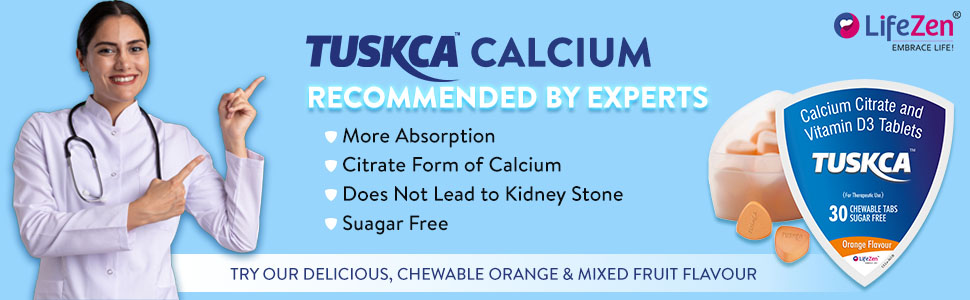 TUSKCA™ CALCIUM
RECOMMENDED BY EXPERTS
More Absorption
Citrate Form of Calcium
Does Not Lead to Kidney Stone
Suagar Free
TRY OUR DELICIOUS, CHEWABLE ORANGE & MIXED FRUIT FLAVOUR
LifeZen®
EMBRACE LIFE!
Calcium Citrate and
Vitamin D3 Tablets
TUSKCA™
(For Therapeutic Use)
30 CHEWABLE TABS
SUGAR FREE
Orange Flavour
LifeZen
TUSKCA
TUSKCA